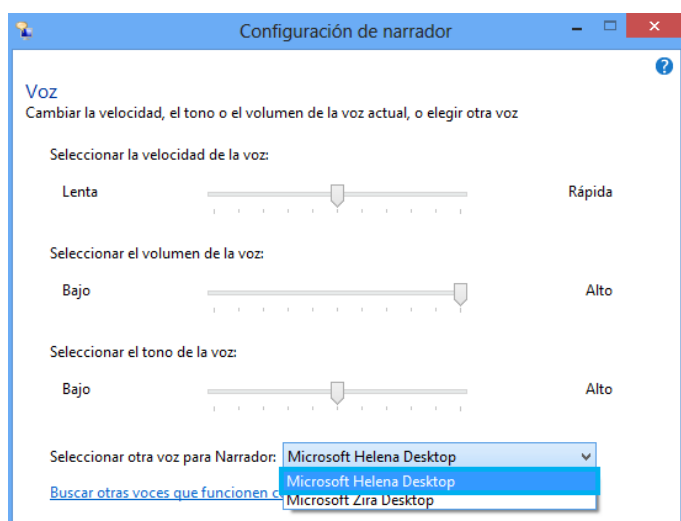 Configuración de narrador
Voz
Cambiar la velocidad, el tono o el volumen de la voz actual, o elegir otra voz
Seleccionar la velocidad de la voz:
Lenta Rápida
Seleccionar el volumen de la voz:
Bajo Alto
Seleccionar el tono de la voz:
Bajo Alto
Seleccionar otra voz para Narrador: Microsoft Helena Desktop
Microsoft Helena Desktop
Buscar otras voces que funcionen Microsoft Zira Desktop